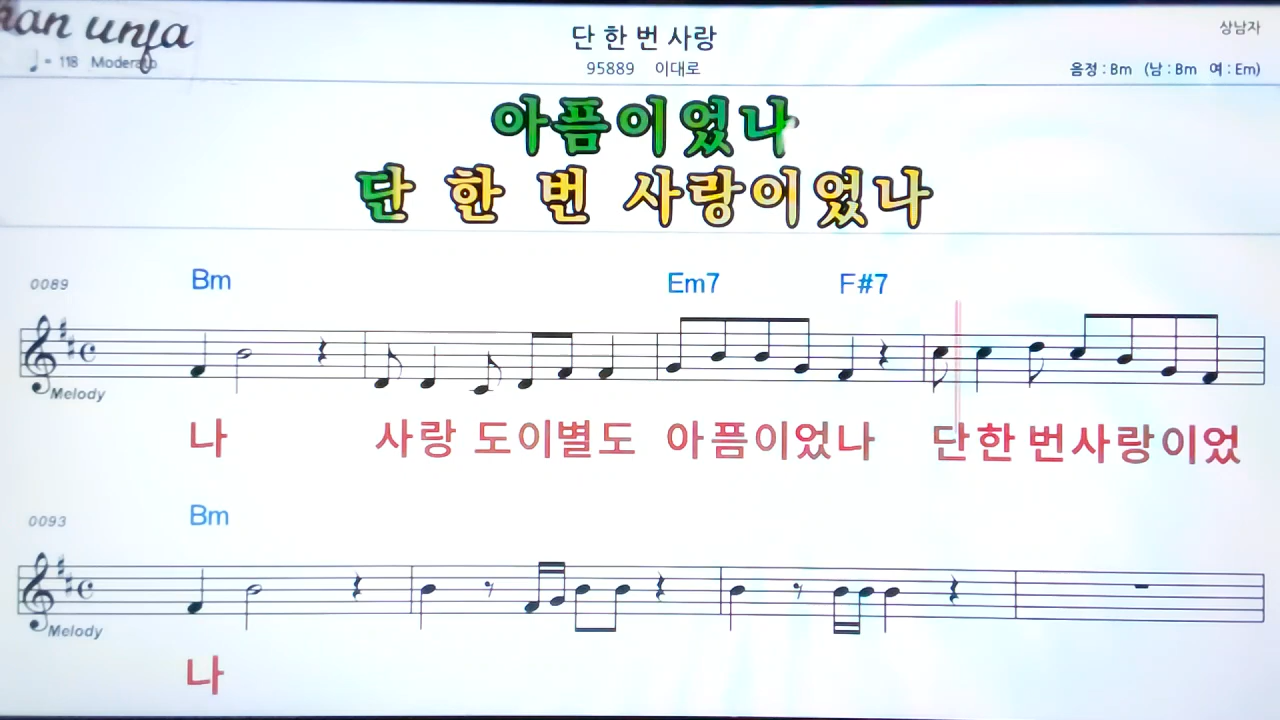 단 한 번 사랑
상남자
♩= 118 Moderato
95889 이대로
음정 : Bm (남 : Bm 여 : Em)
아픔이었나
단 한 번 사랑이었나
0089
Bm Em7 F#7
Melody
나 사랑 도이별도 아픔이었나 단한 번사랑이었
0093
Bm
Melody
나